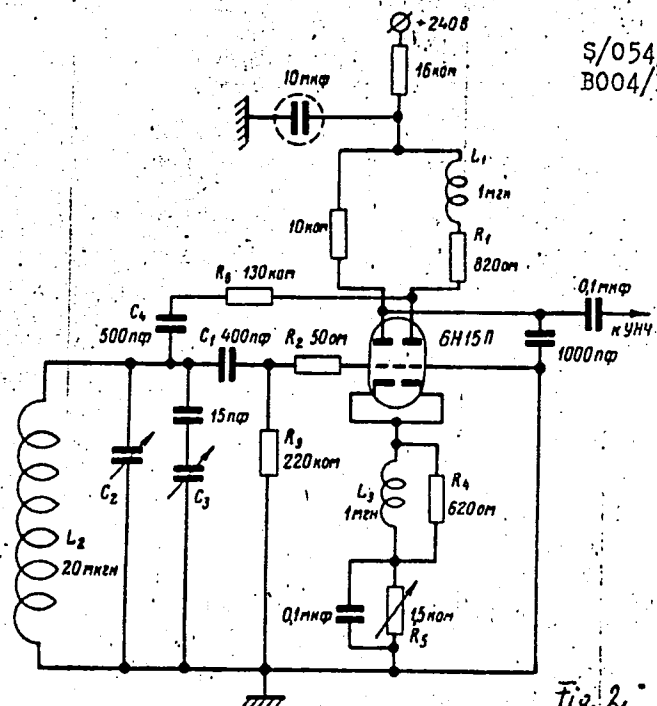 +240В
S/054
B004/
16ком
10мкф
L₁
1мгн
10ком
R₁
820ом
R₆ 130ком
C₄
500пф
0,1мкф
C₁ 400пф
R₂ 50ом
6Н15П
к УНЧ
1000пф
15пф
R₃
220ком
C₂
C₃
L₃
1мгн
R₄
620ом
L₂
20мкгн
0,1мкф
1,5ком
R₅
Fig. 2.